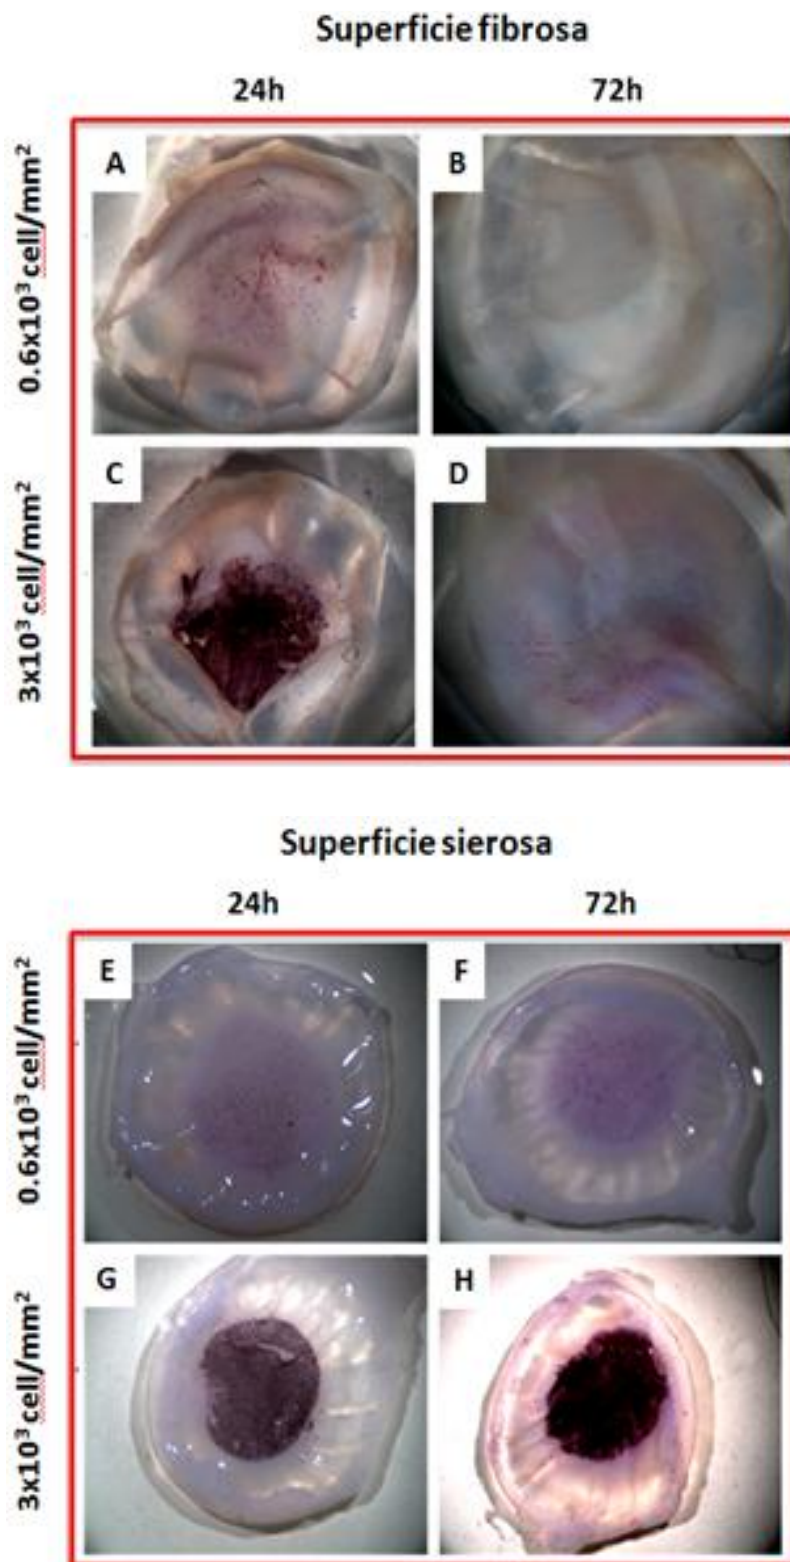 Superficie fibrosa
24h 72h
0.6x10³ cell/mm²
A B
3x10³ cell/mm²
C D
Superficie sierosa
24h 72h
0.6x10³ cell/mm²
E F
3x10³ cell/mm²
G H